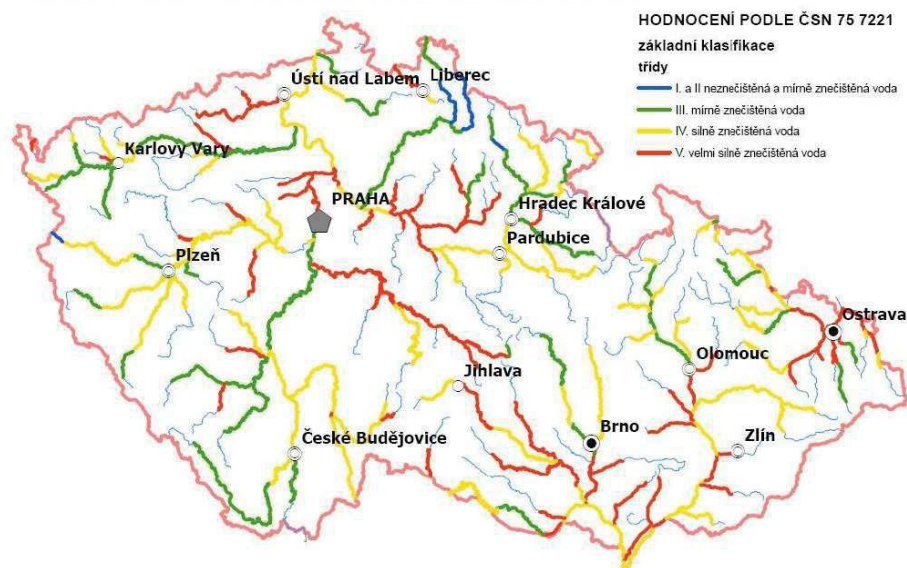 HODNOCENÍ PODLE ČSN 75 7221
základní klasifikace
třídy
I. a II neznečištěná a mírně znečištěná voda
III. mírně znečištěná voda
IV. silně znečištěná voda
V. velmi silně znečištěná voda
Ústí nad Labem
Liberec
Karlovy Vary
PRAHA
Hradec Králové
Pardubice
Plzeň
Ostrava
Olomouc
Jihlava
Brno
Zlín
České Budějovice